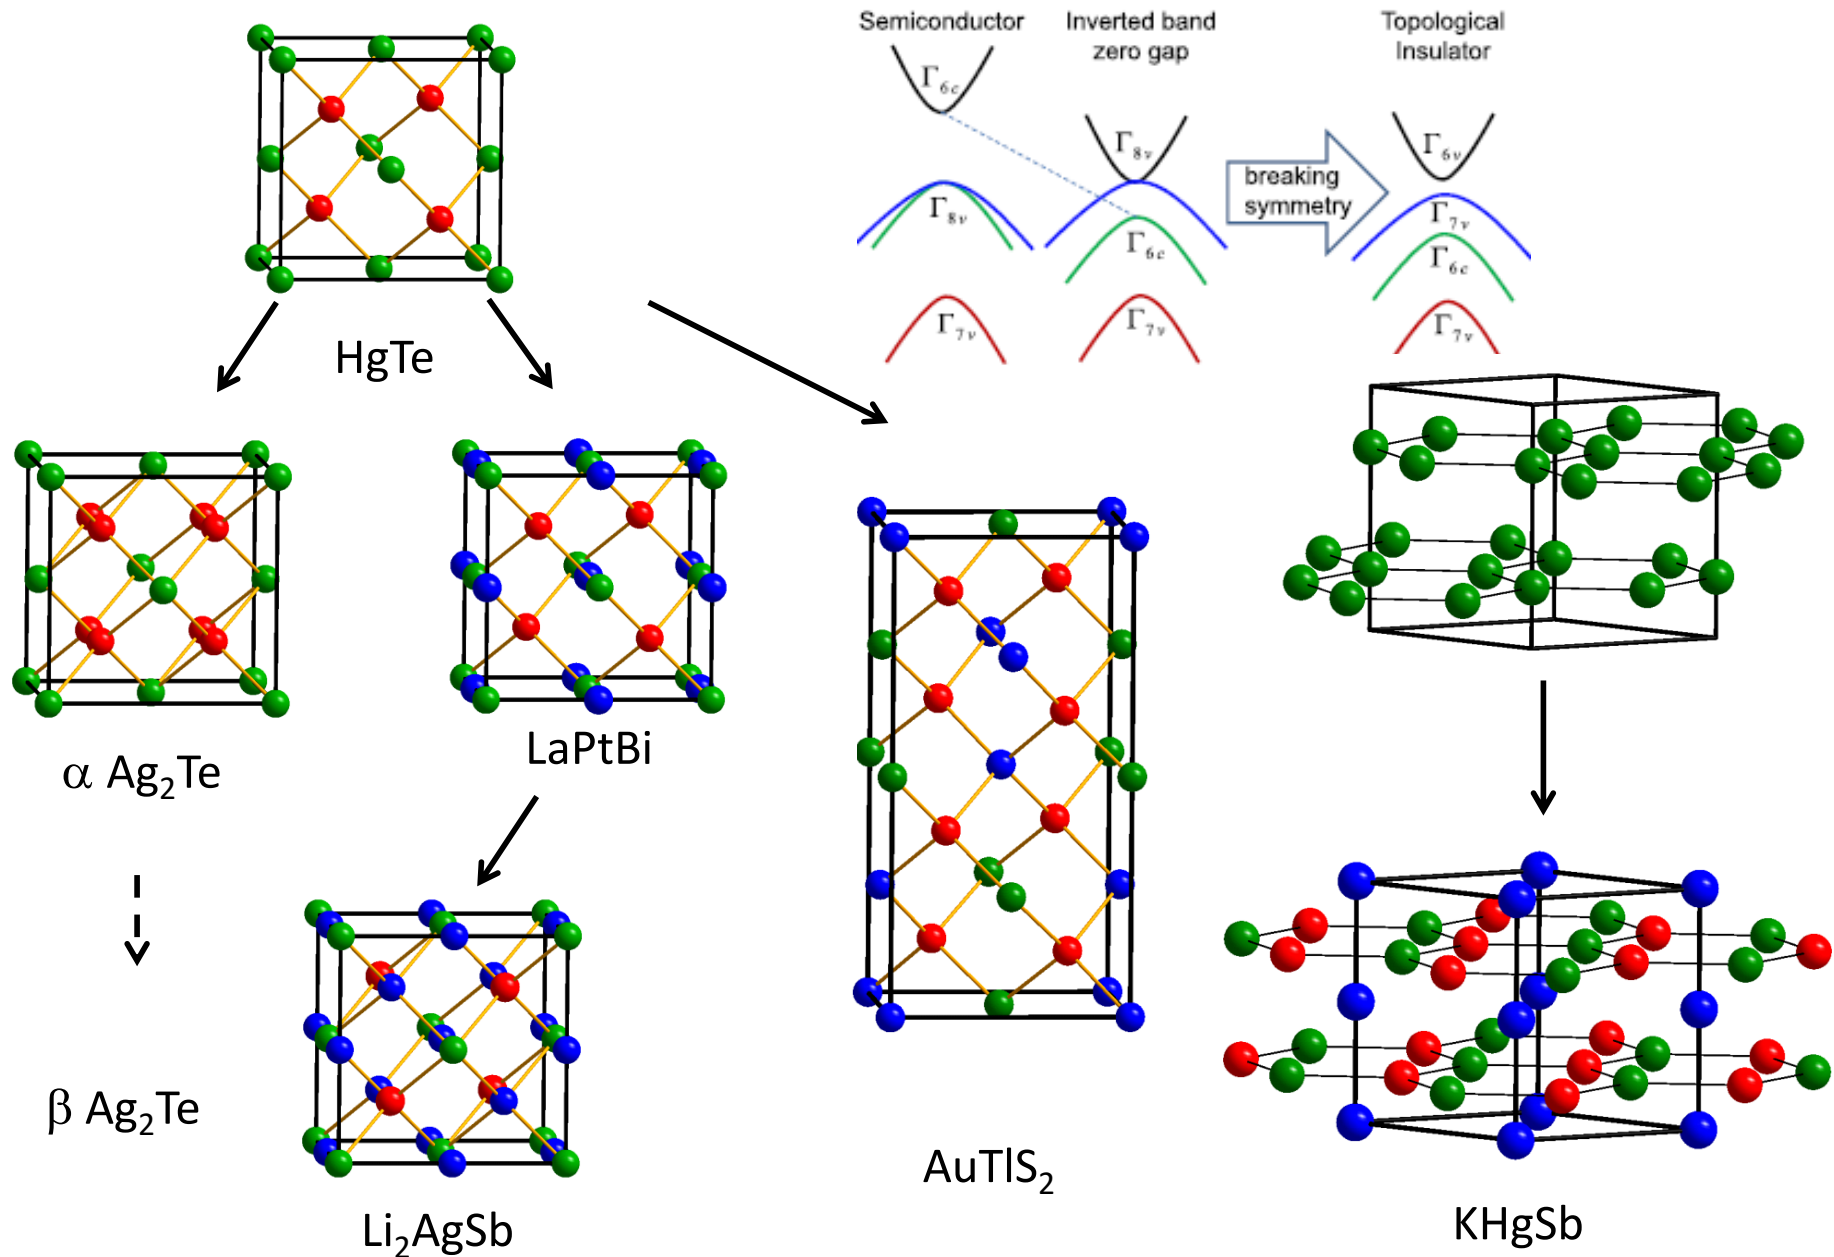 Semiconductor
Inverted band
zero gap
Topological
Insulator
Γ6c
Γ8v
Γ6v
breaking
symmetry
Γ8v
Γ7v
Γ6c
Γ6c
Γ7v
Γ7v
Γ7v
HgTe
LaPtBi
α Ag2Te
β Ag2Te
AuTlS2
Li2AgSb
KHgSb